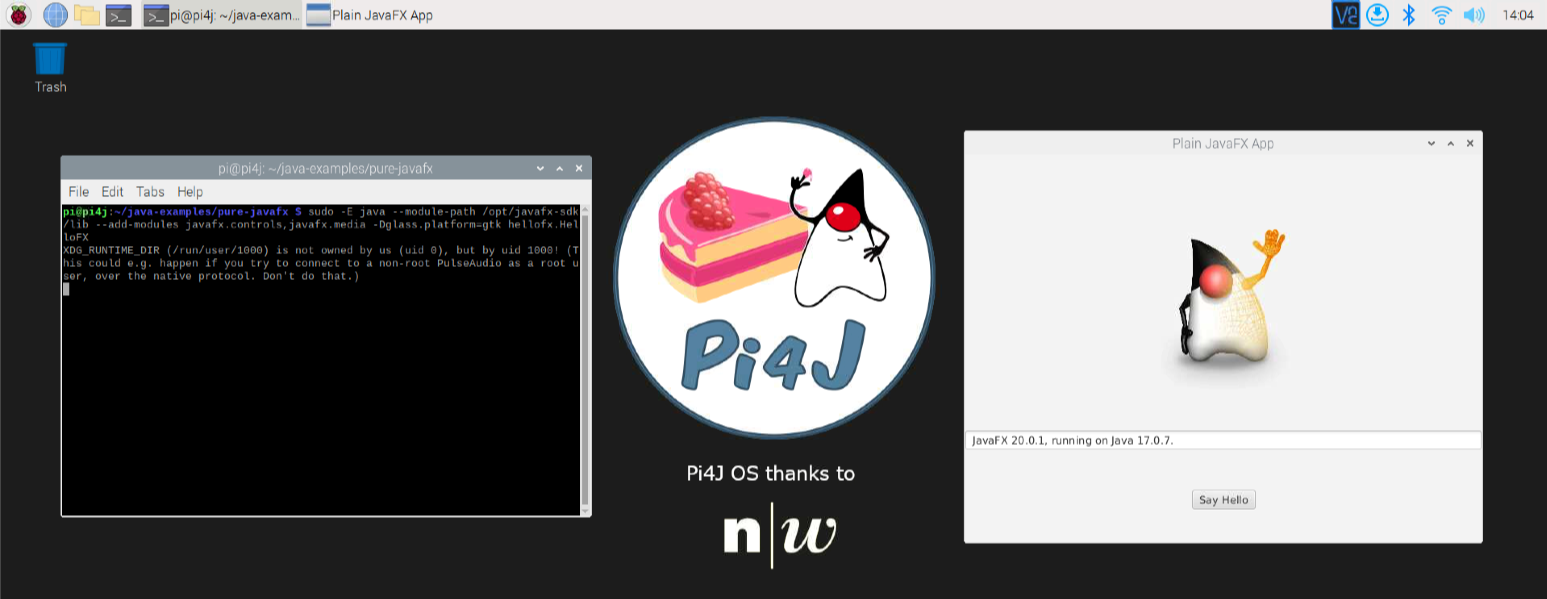 pi@pi4j: ~/java-exam...
Plain JavaFX App
14:04
Trash
pi@pi4j: ~/java-examples/pure-javafx
File Edit Tabs Help
pi@pi4j:~/java-examples/pure-javafx $ sudo -E java --module-path /opt/javafx-sdk
/lib --add-modules javafx.controls,javafx.media -Dglass.platform=gtk hellofx.Hel
loFX
XDG_RUNTIME_DIR (/run/user/1000) is not owned by us (uid 0), but by uid 1000! (T
his could e.g. happen if you try to connect to a non-root PulseAudio as a root u
ser, over the native protocol. Don't do that.)
Pi4J
Pi4J OS thanks to
n|w
Plain JavaFX App
JavaFX 20.0.1, running on Java 17.0.7.
Say Hello